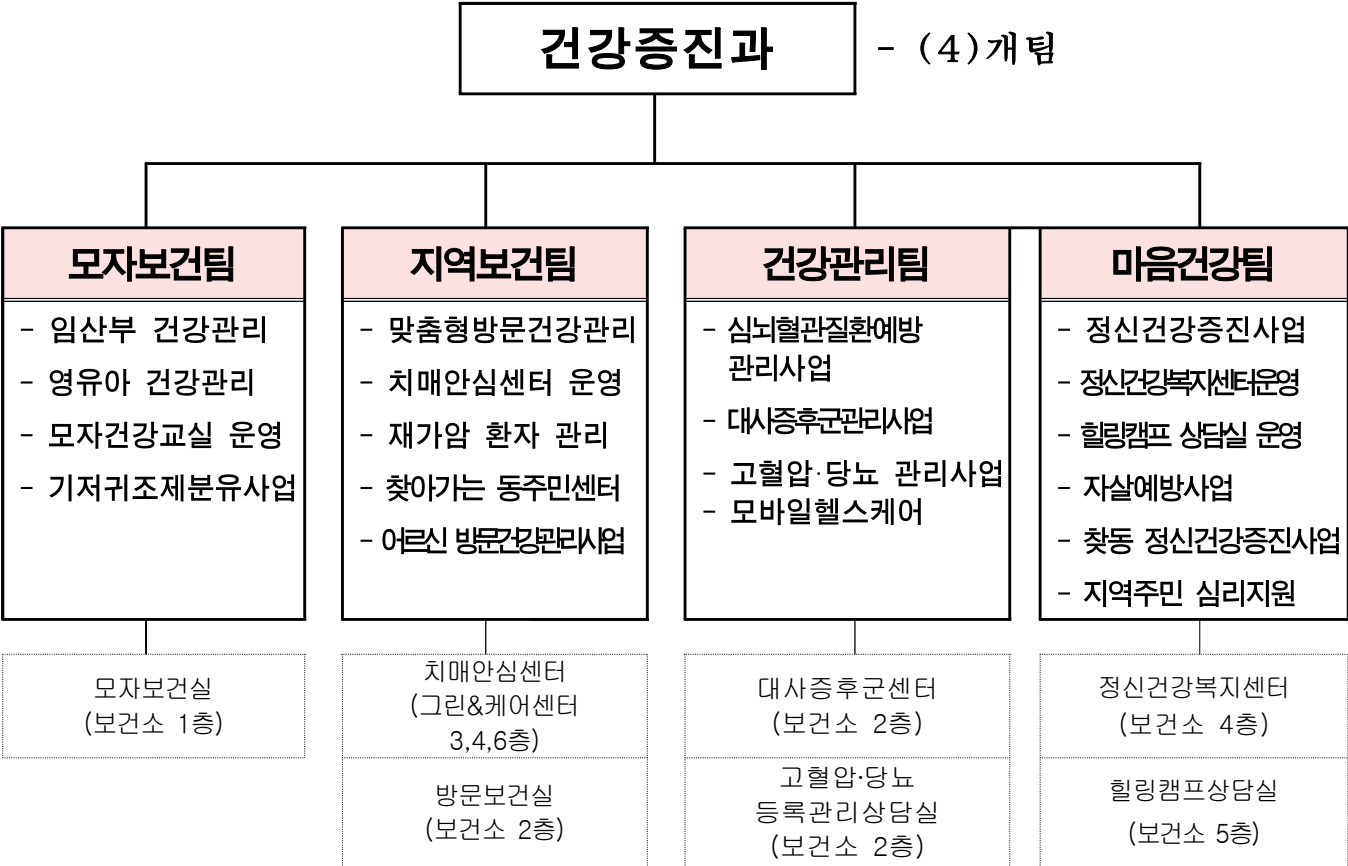 건강증진과
- (4)개팀
모자보건팀
- 임산부 건강관리
- 영유아 건강관리
- 모자건강교실 운영
- 기저귀조제분유사업
모자보건실
(보건소 1층)
지역보건팀
- 맞춤형방문건강관리
- 치매안심센터 운영
- 재가암 환자 관리
- 찾아가는 동주민센터
- 어르신 방문건강관리사업
치매안심센터
(그린&케어센터
3,4,6층)
방문보건실
(보건소 2층)
건강관리팀
- 심뇌혈관질환예방
관리사업
- 대사증후군관리사업
- 고혈압·당뇨 관리사업
- 모바일헬스케어
대사증후군센터
(보건소 2층)
고혈압·당뇨
등록관리상담실
(보건소 2층)
마음건강팀
- 정신건강증진사업
- 정신건강복지센터운영
- 힐링캠프 상담실 운영
- 자살예방사업
- 찾동 정신건강증진사업
- 지역주민 심리지원
정신건강복지센터
(보건소 4층)
힐링캠프상담실
(보건소 5층)